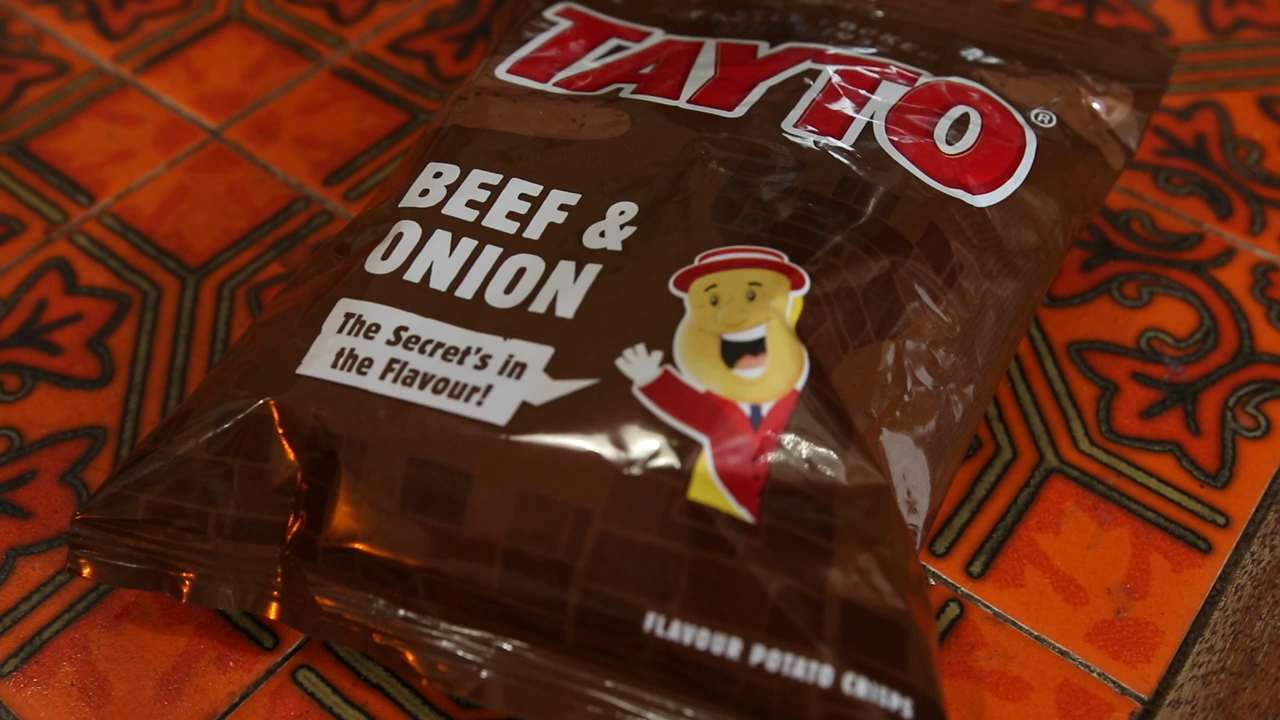 TAYTO®
BEEF &
ONION
The Secret's in
the Flavour!
FLAVOUR POTATO CRISPS